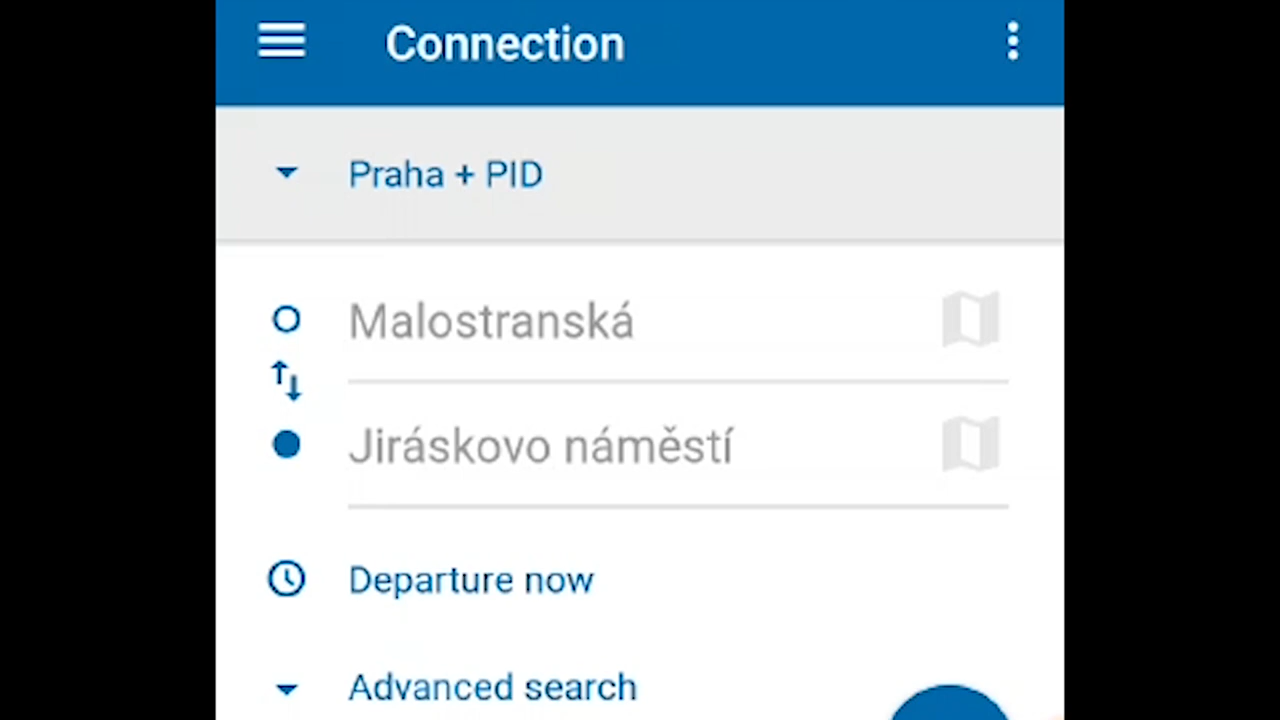 Connection
Praha + PID
Malostranská
Jiráskovo náměstí
Departure now
Advanced search